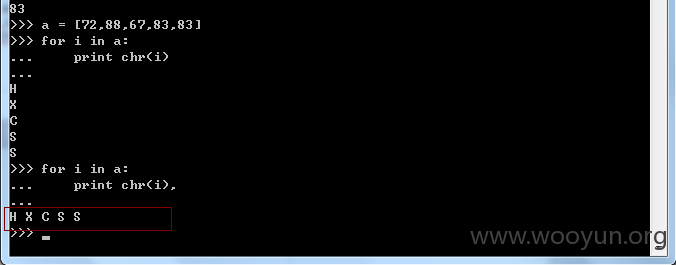 83
>>> a = [72,88,67,83,83]
>>> for i in a:
...     print chr(i)
...
H
X
C
S
S
>>> for i in a:
...     print chr(i),
...
H X C S S
>>>
www.wooyun.org